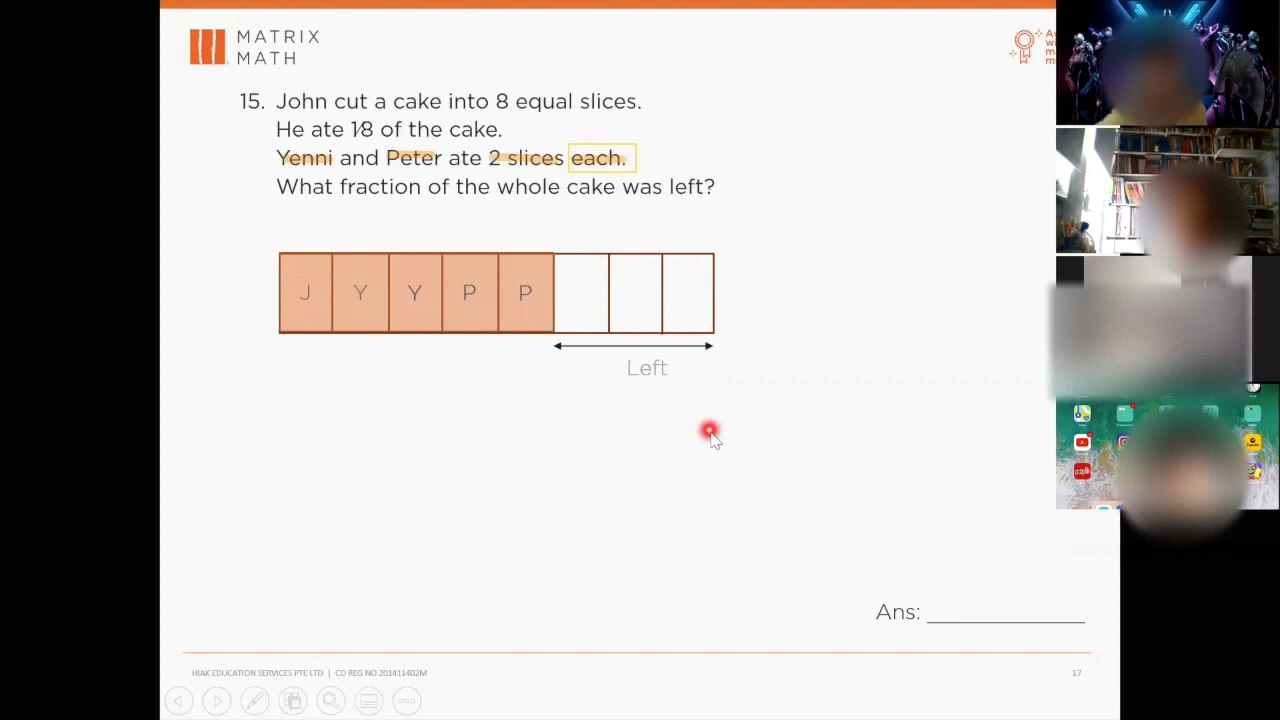 MATRIX
MATH
15. John cut a cake into 8 equal slices.
He ate 1⁄8 of the cake.
Yenni and Peter ate 2 slices each.
What fraction of the whole cake was left?
J Y Y P P
Left
Ans:
HIAK EDUCATION SERVICES PTE LTD | CO REG NO 201411402M
17